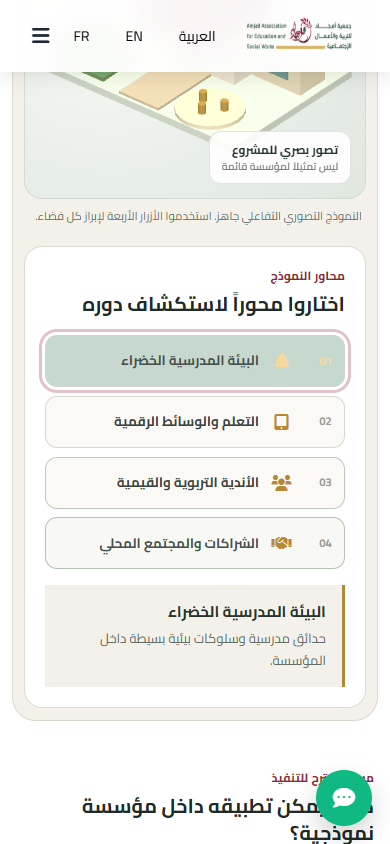 جمعية أمجاد
للتربية والأعمال
الإجتماعية
Amjad Association
for Education and
Social Works
العربية
EN
FR
تصور بصري للمشروع
ليس تمثيلاً لمؤسسة قائمة
النموذج التصوري التفاعلي جاهز. استخدموا الأزرار الأربعة لإبراز كل فضاء.
محاور النموذج
اختاروا محوراً لاستكشاف دوره
01 البيئة المدرسية الخضراء
02 التعلم والوسائط الرقمية
03 الأندية التربوية والقيمية
04 الشراكات والمجتمع المحلي
البيئة المدرسية الخضراء
حدائق مدرسية وسلوكات بيئية بسيطة داخل
المؤسسة.
للتنفيذ
يمكن تطبيقه داخل مؤسسة
نموذجية؟